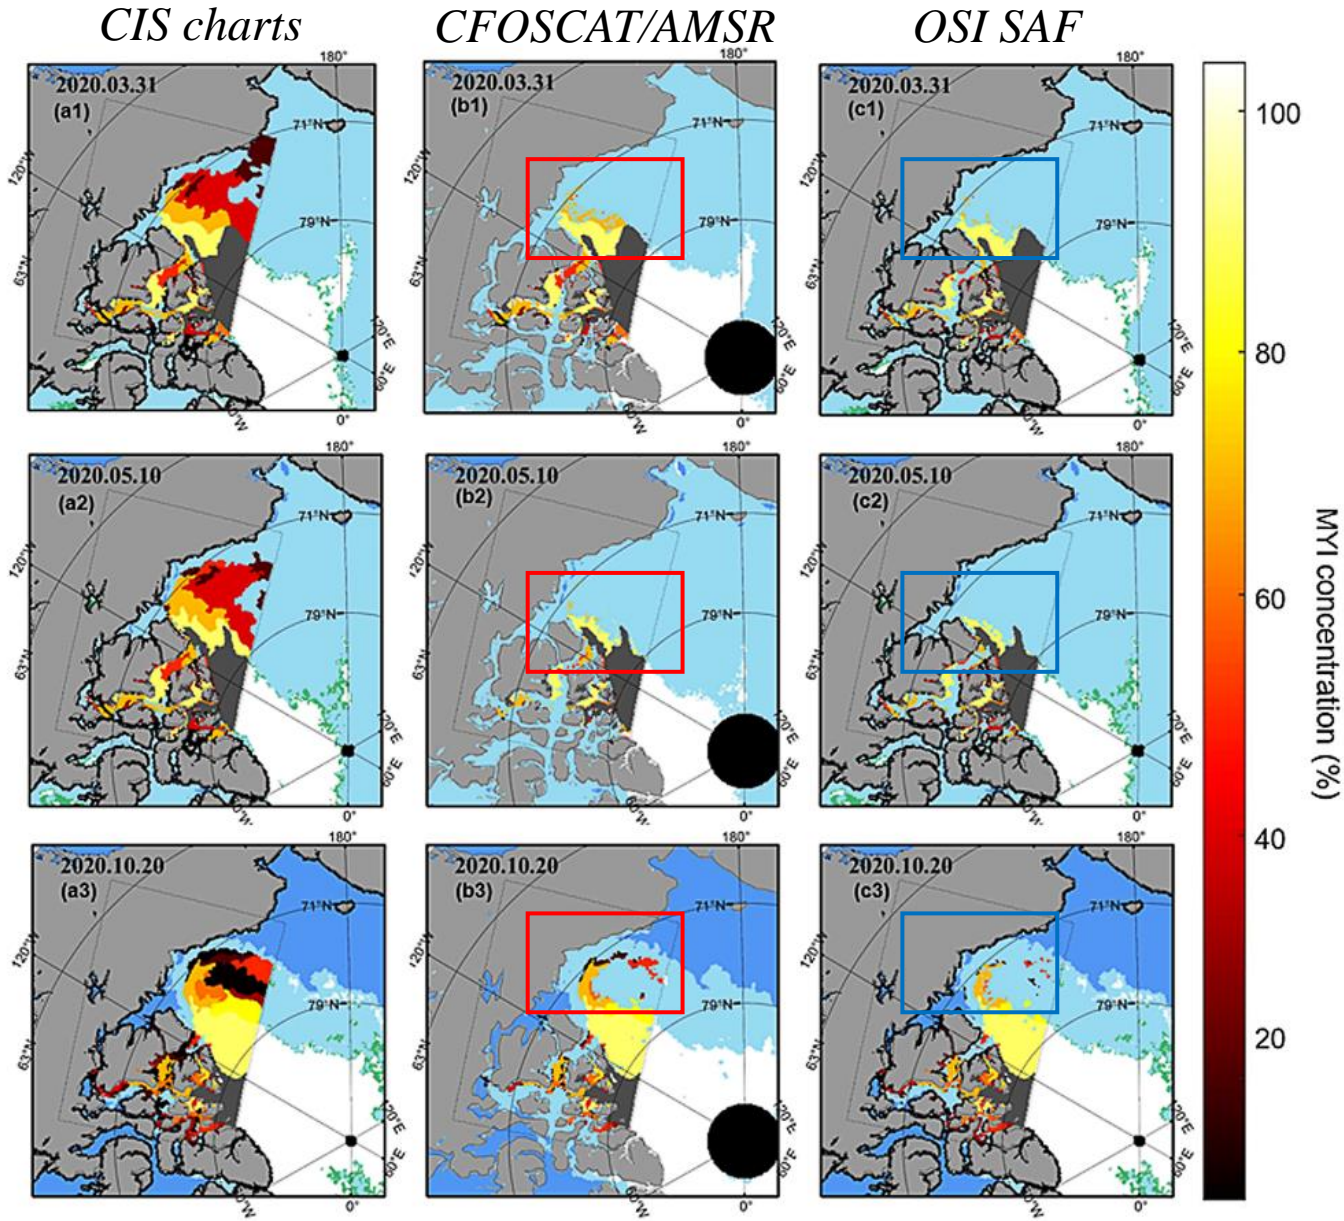 CIS charts CFOSCAT/AMSR OSI SAF
180° 180° 180°
2020.03.31 2020.03.31 2020.03.31
(a1) (b1) (c1)
71°N 71°N 71°N
120°W 120°W 120°W
79°N 79°N 79°N
63°N 63°N 63°N
120°E 120°E 120°E
60°E 60°E 60°E
60°W 0° 60°W 0° 60°W 0°
180° 180° 180°
2020.05.10 2020.05.10 2020.05.10
(a2) (b2) (c2)
71°N 71°N 71°N
120°W 120°W 120°W
79°N 79°N 79°N
63°N 63°N 63°N
120°E 120°E 120°E
60°E 60°E 60°E
60°W 0° 60°W 0° 60°W 0°
180° 180° 180°
2020.10.20 2020.10.20 2020.10.20
(a3) (b3) (c3)
71°N 71°N 71°N
120°W 120°W 120°W
79°N 79°N 79°N
63°N 63°N 63°N
120°E 120°E 120°E
60°E 60°E 60°E
60°W 0° 60°W 0° 60°W 0°
100
80
60
40
20
MYI concentration (%)